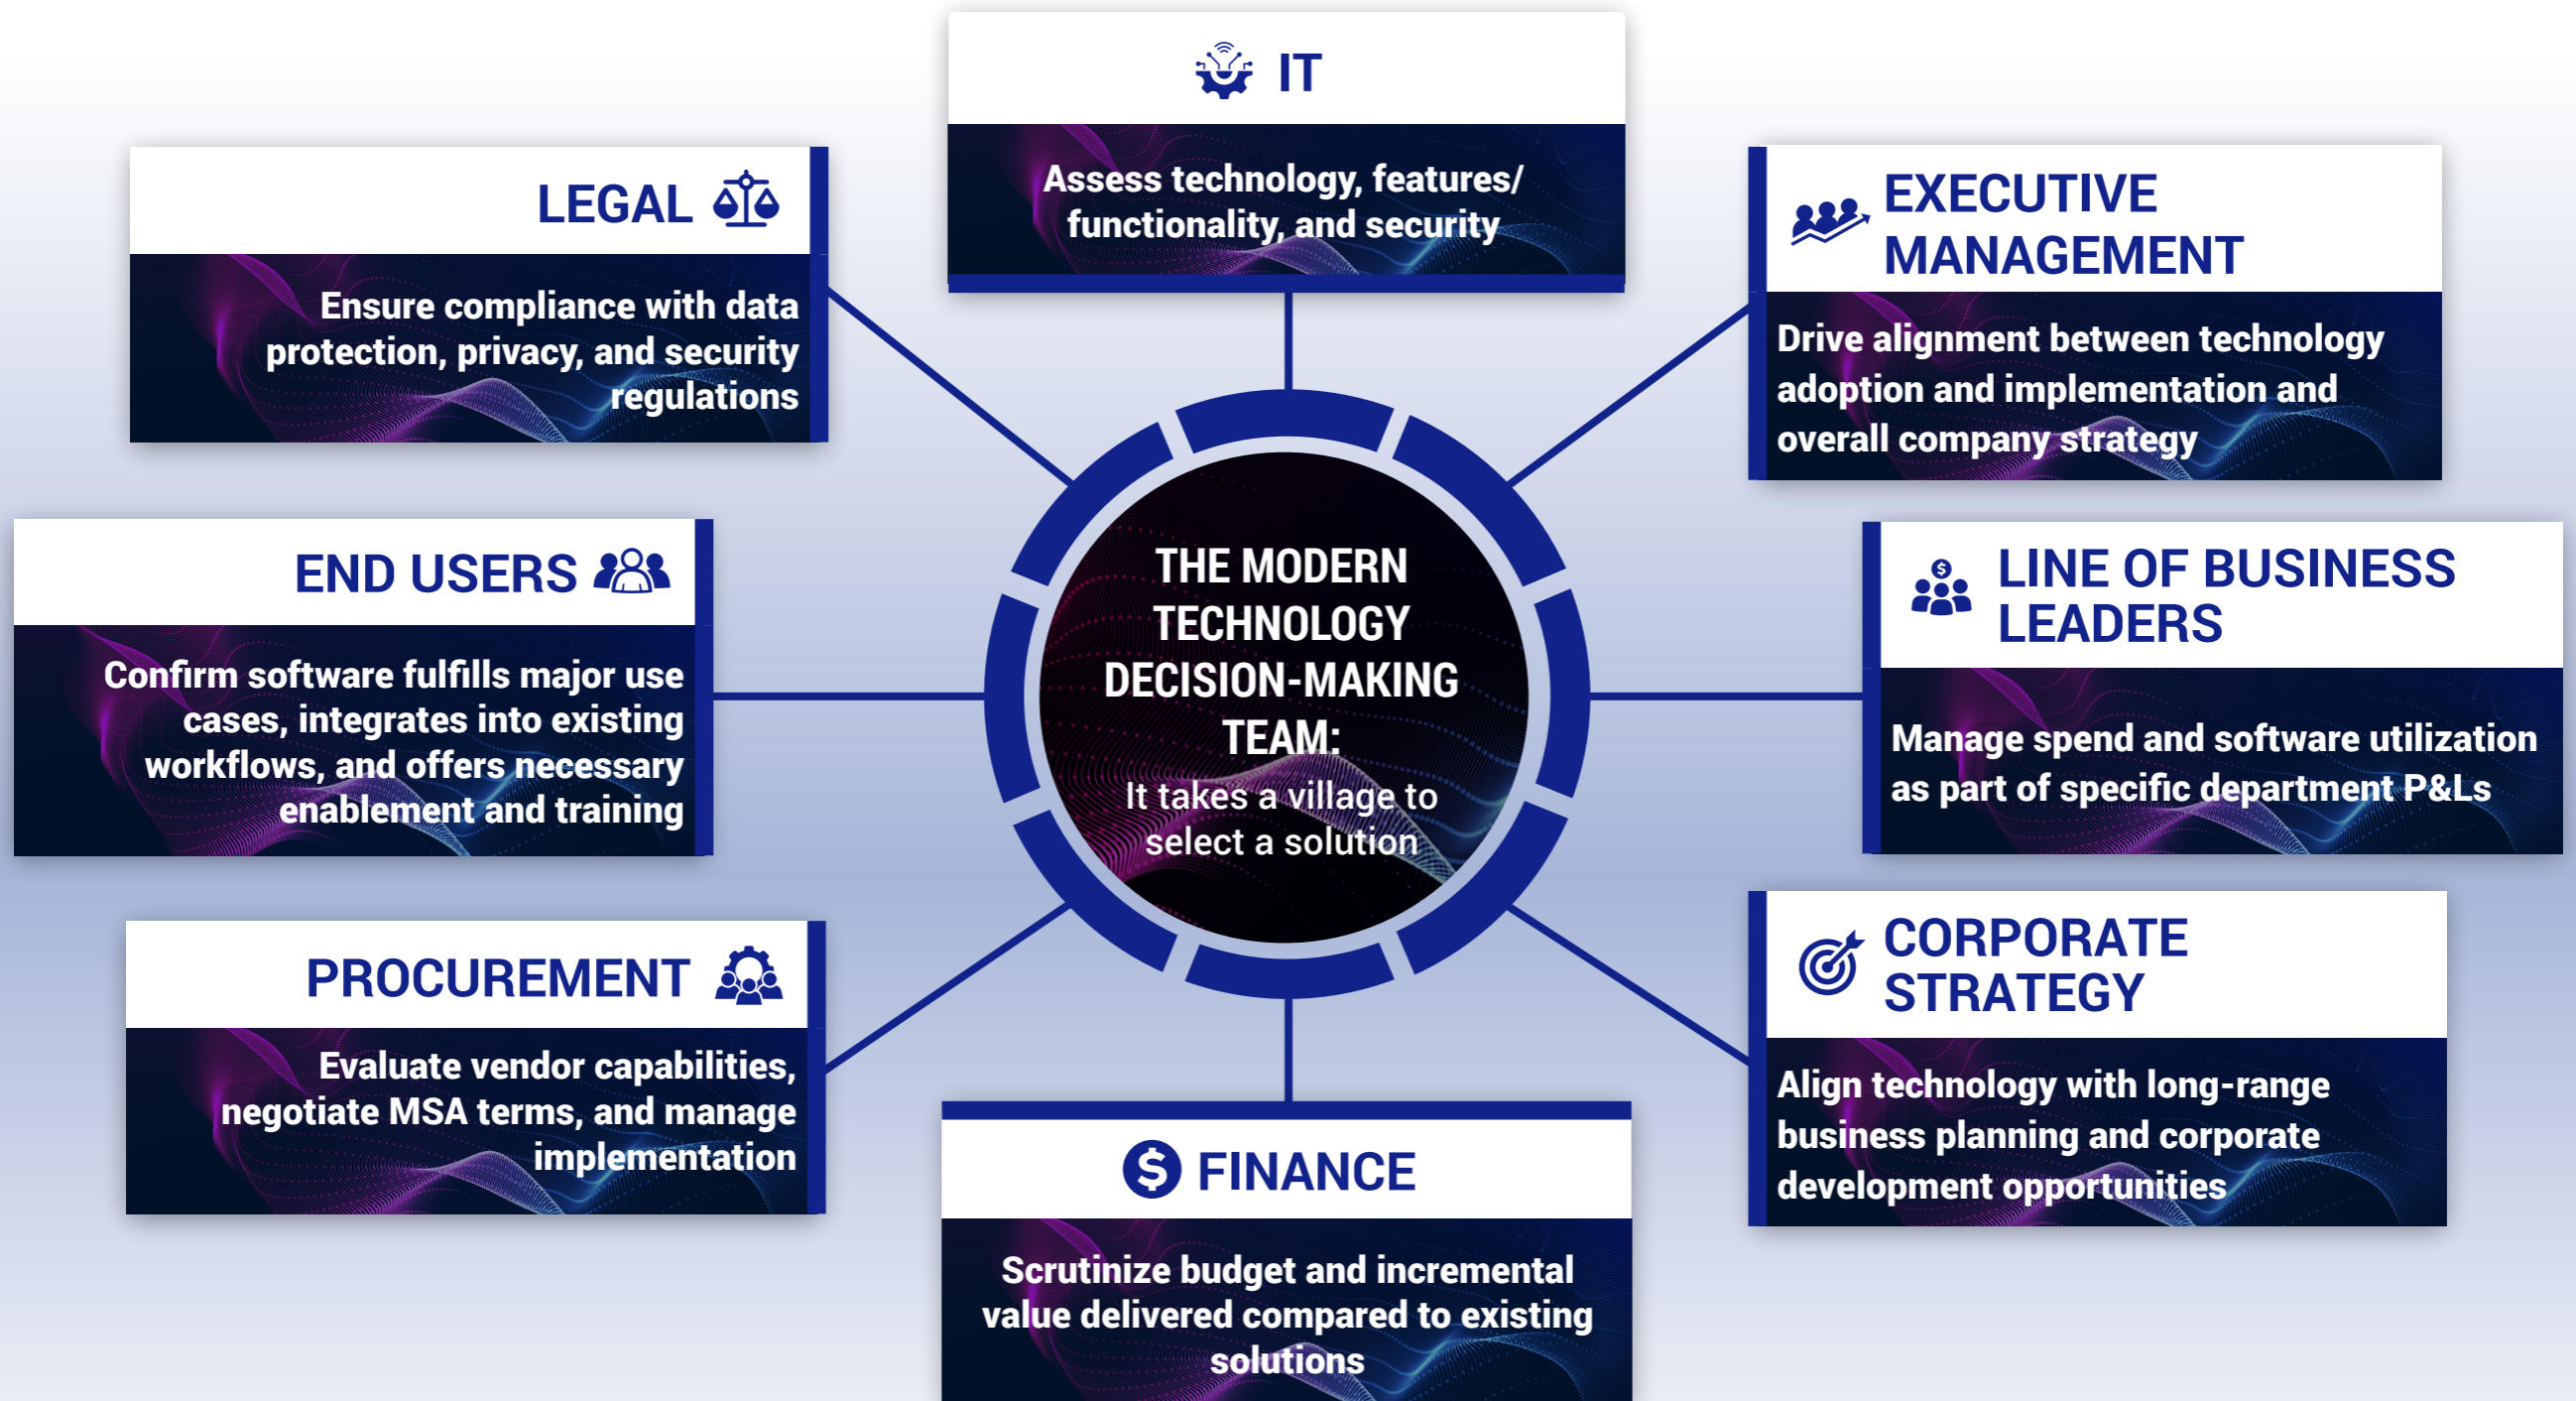 IT
Assess technology, features/
functionality, and security
LEGAL
Ensure compliance with data
protection, privacy, and security
regulations
EXECUTIVE
MANAGEMENT
Drive alignment between technology
adoption and implementation and
overall company strategy
END USERS
Confirm software fulfills major use
cases, integrates into existing
workflows, and offers necessary
enablement and training
THE MODERN
TECHNOLOGY
DECISION-MAKING
TEAM:
It takes a village to
select a solution
LINE OF BUSINESS
LEADERS
Manage spend and software utilization
as part of specific department P&Ls
PROCUREMENT
Evaluate vendor capabilities,
negotiate MSA terms, and manage
implementation
CORPORATE
STRATEGY
Align technology with long-range
business planning and corporate
development opportunities
FINANCE
Scrutinize budget and incremental
value delivered compared to existing
solutions